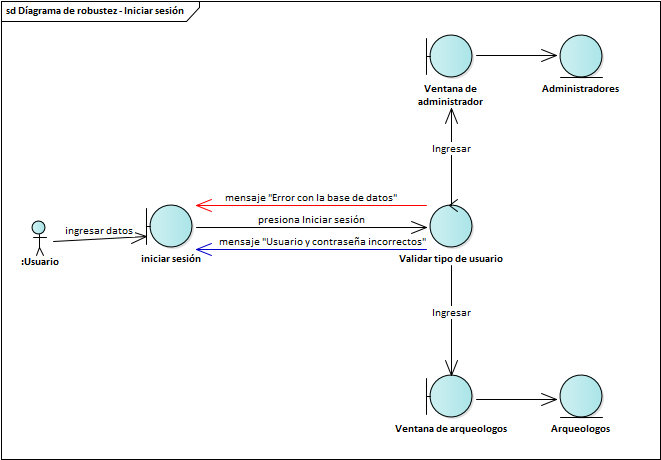 sd Díagrama de robustez - Iniciar sesión
Ventana de
administrador
Administradores
Ingresar
mensaje "Error con la base de datos"
presiona Iniciar sesión
ingresar datos
mensaje "Usuario y contraseña incorrectos"
:Usuario
iniciar sesión
Validar tipo de usuario
Ingresar
Ventana de arqueologos
Arqueologos